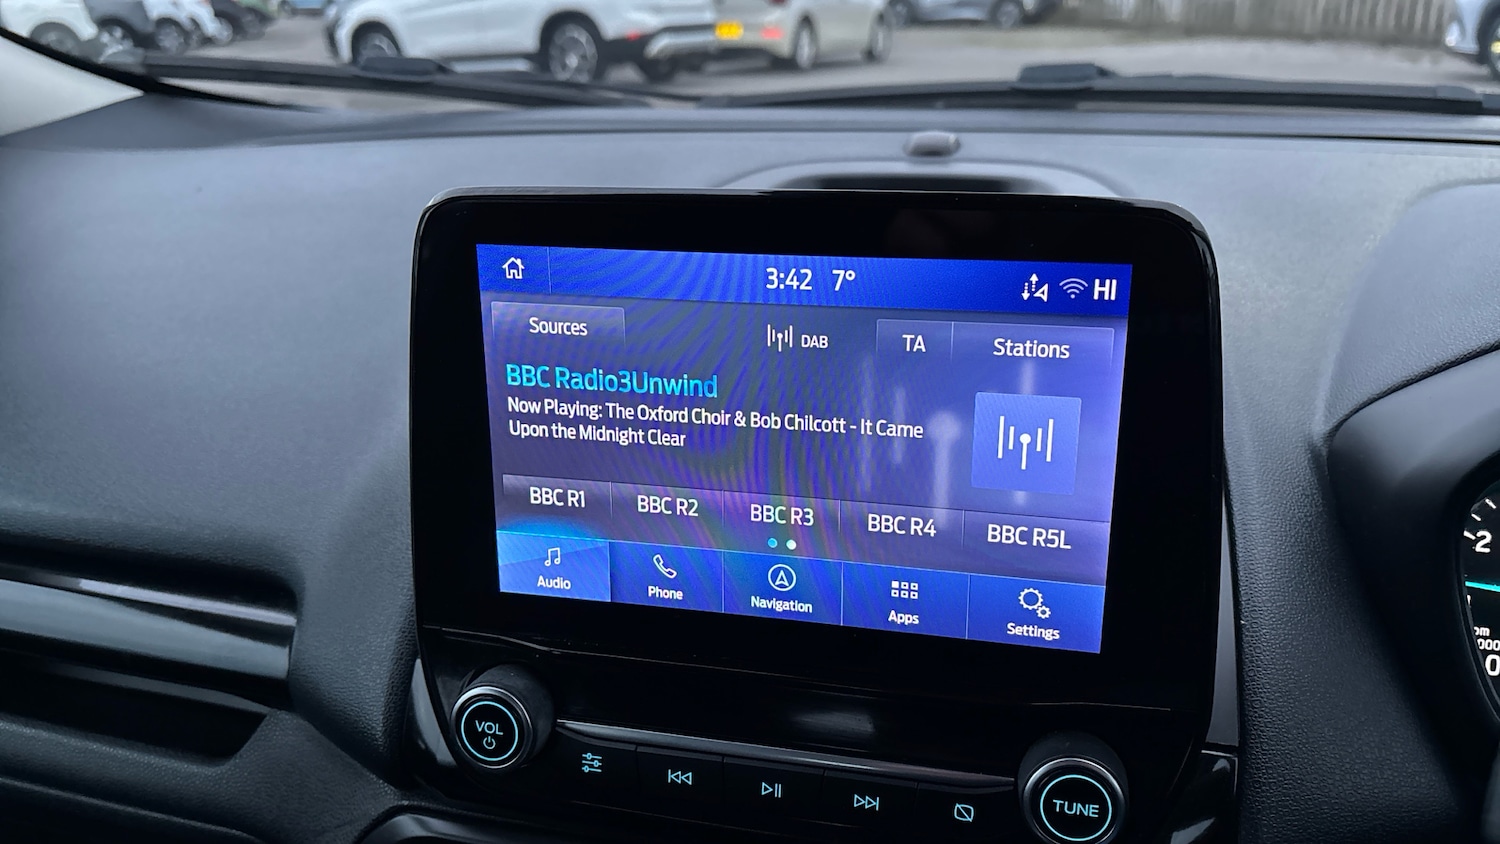 3:42 7° HI
Sources
DAB
TA
Stations
BBC Radio3Unwind
Now Playing: The Oxford Choir & Bob Chilcott - It Came
Upon the Midnight Clear
BBC R1
BBC R2
BBC R3
BBC R4
BBC R5L
Audio
Phone
Navigation
Apps
Settings
VOL
TUNE
2
0